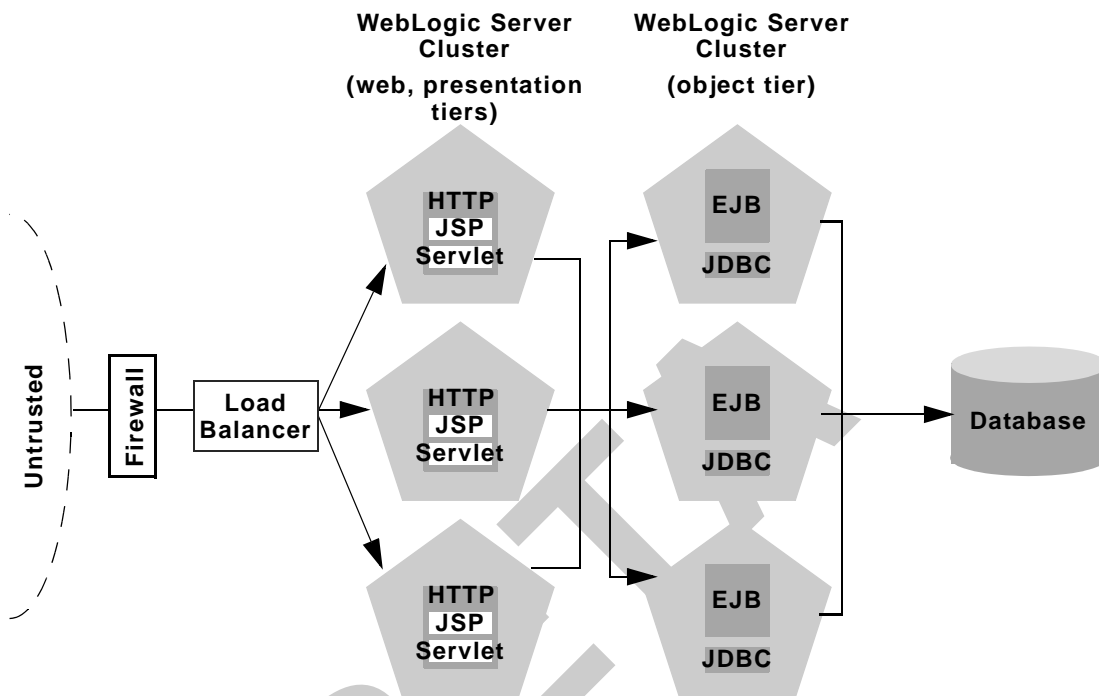 WebLogic Server
Cluster
(web, presentation
tiers)
WebLogic Server
Cluster
(object tier)
HTTP
JSP
Servlet
EJB
JDBC
Untrusted
Firewall
Load
Balancer
HTTP
JSP
Servlet
EJB
JDBC
Database
HTTP
JSP
Servlet
EJB
JDBC